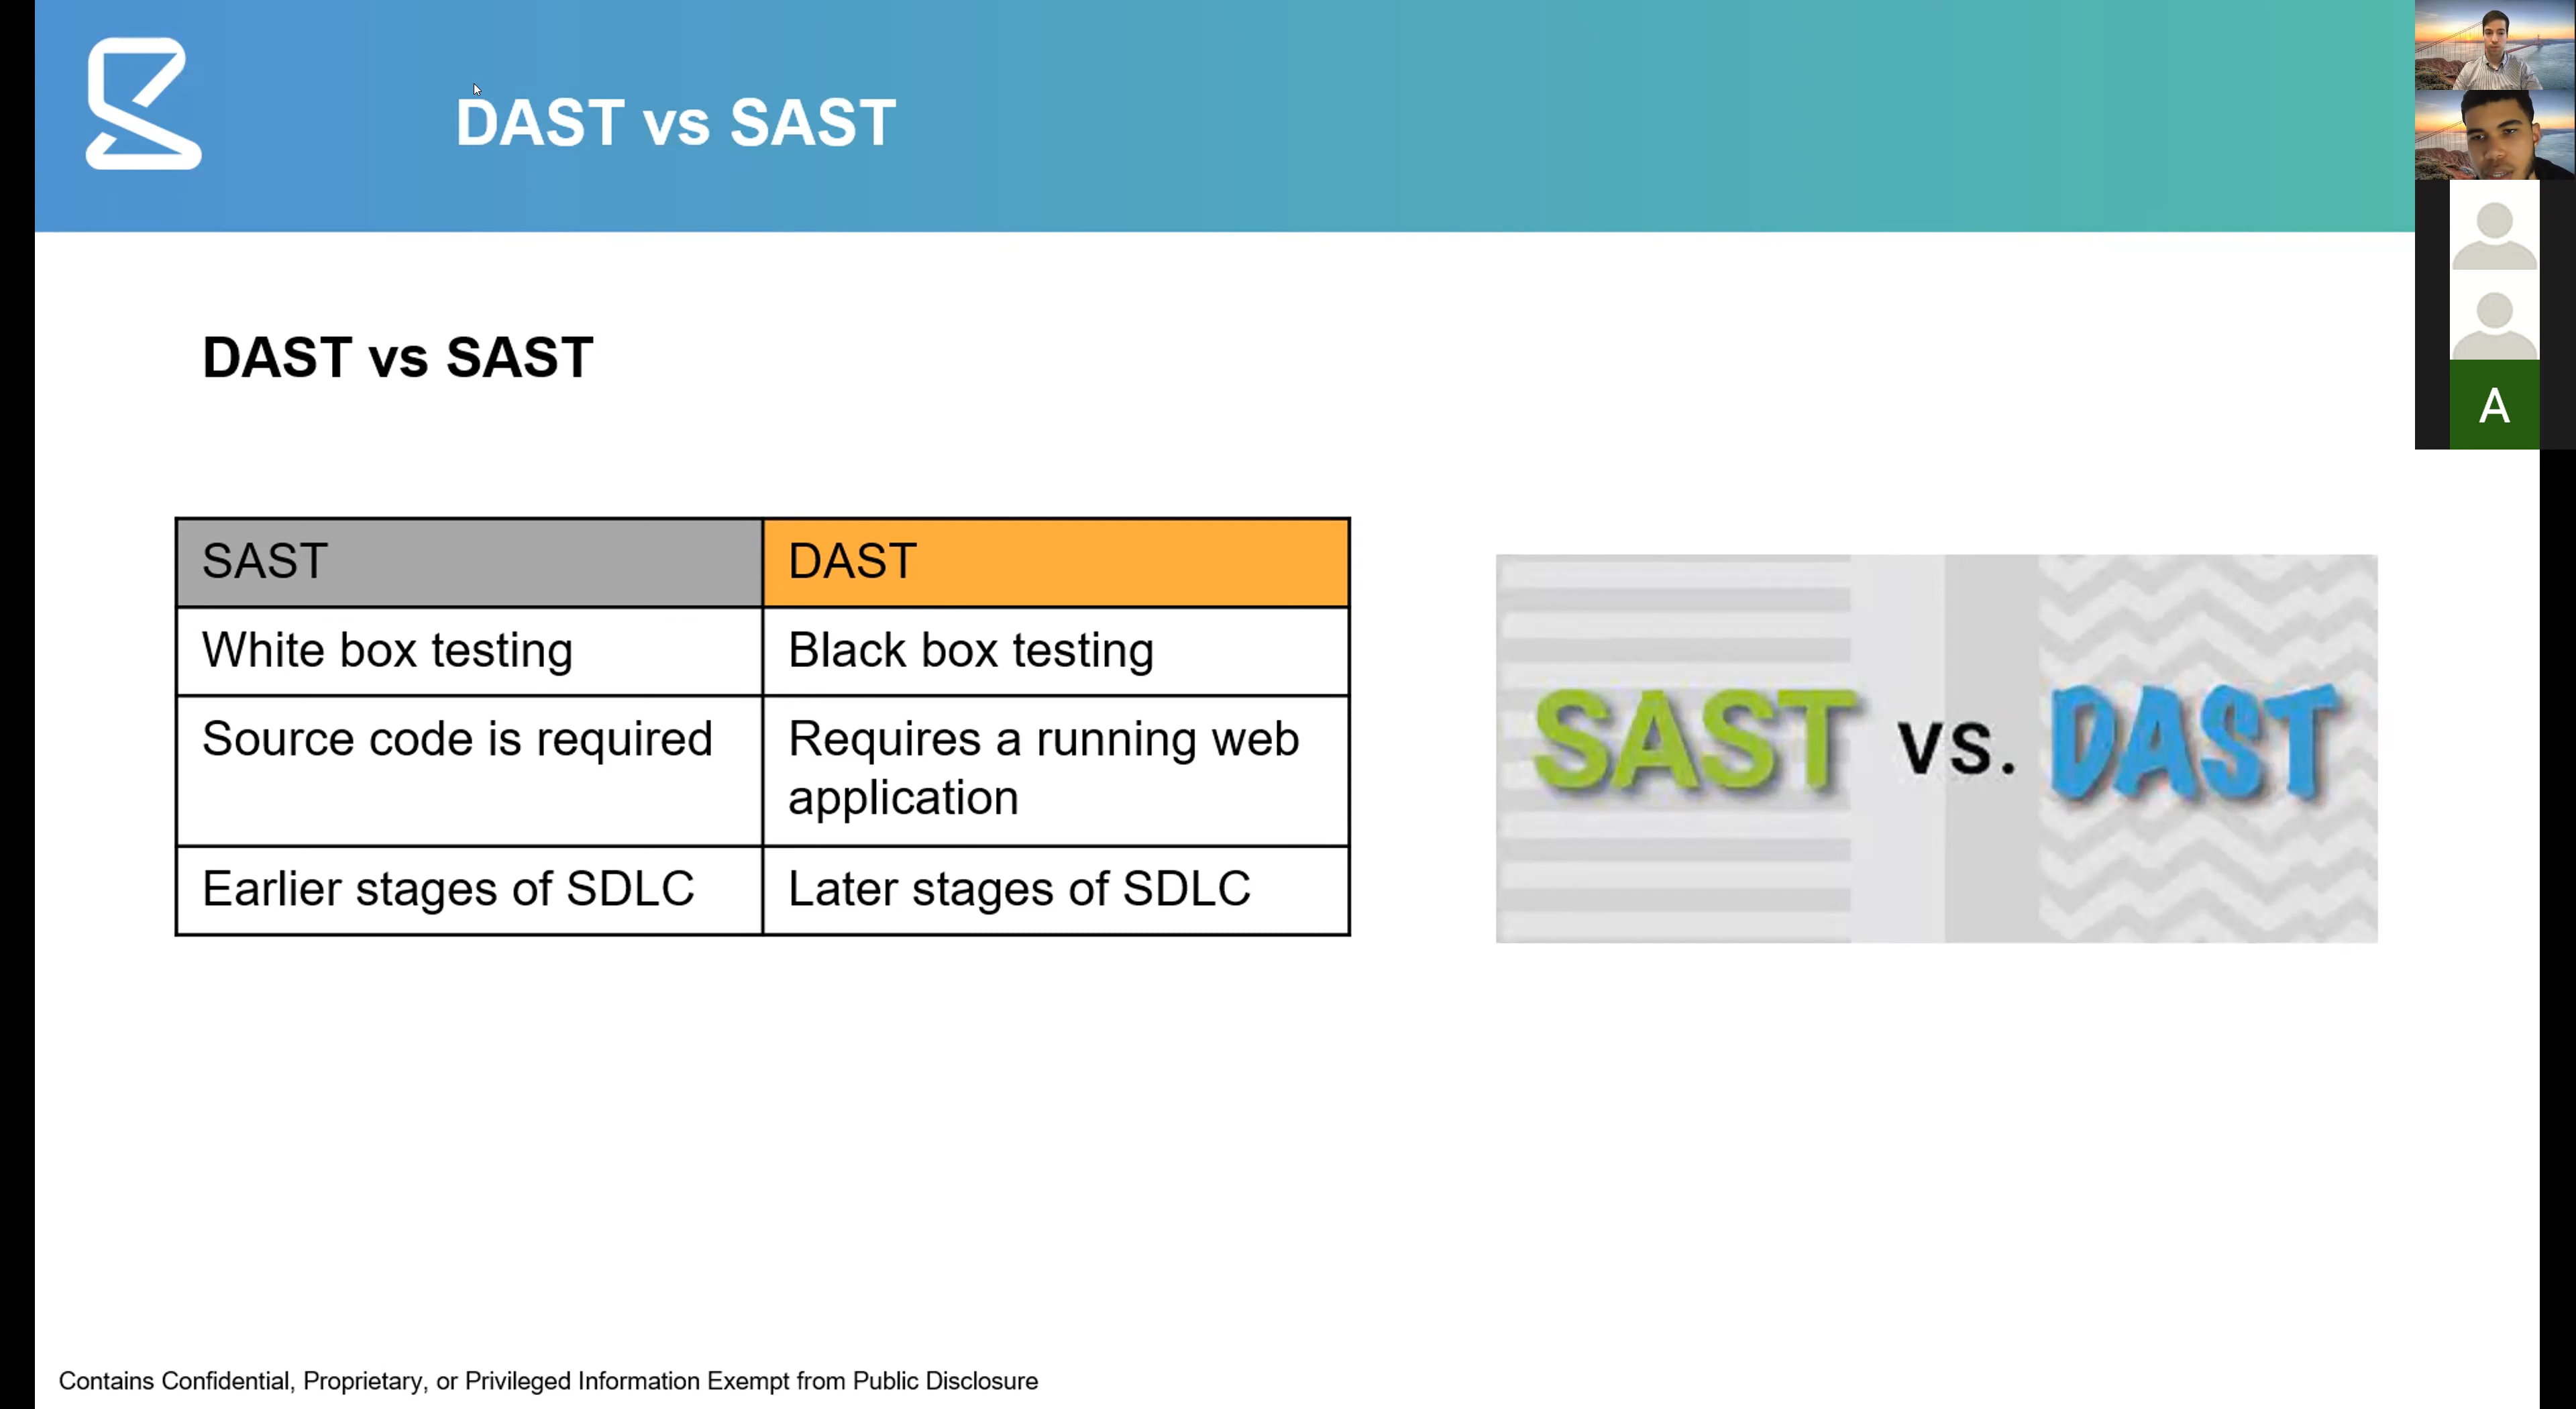 DAST vs SAST
A
DAST vs SAST
SAST
DAST
White box testing
Black box testing
Source code is required
Requires a running web
application
Earlier stages of SDLC
Later stages of SDLC
SAST vs. DAST
Contains Confidential, Proprietary, or Privileged Information Exempt from Public Disclosure